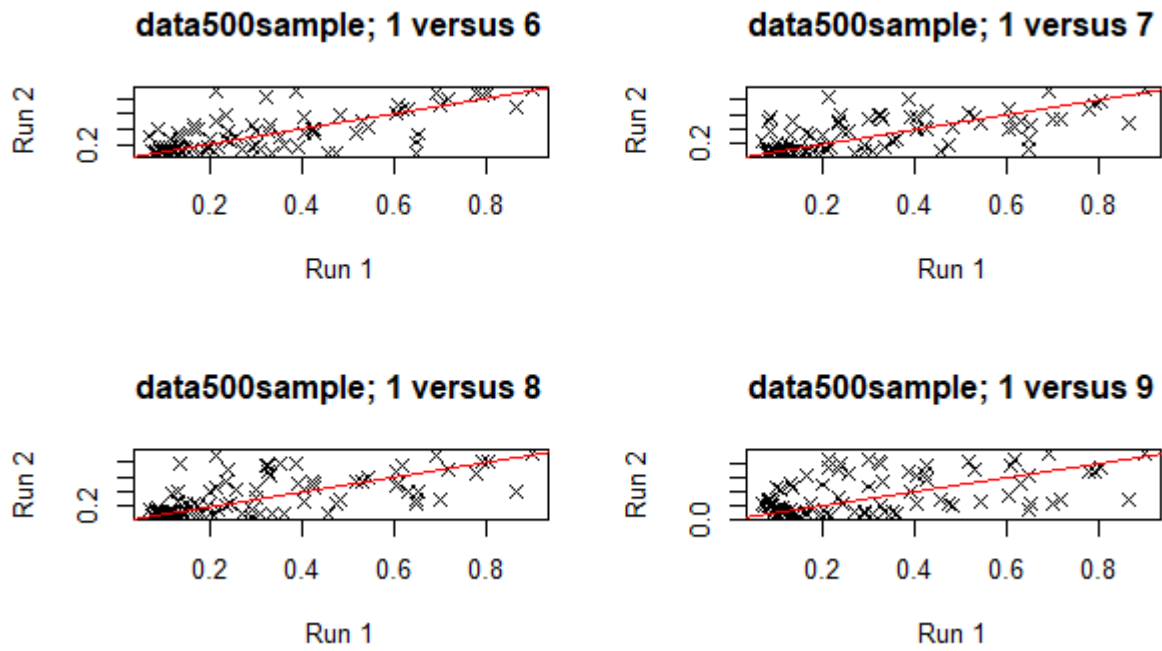 data500sample; 1 versus 6
Run 2
0.2
0.2 0.4 0.6 0.8
Run 1
data500sample; 1 versus 7
Run 2
0.2
0.2 0.4 0.6 0.8
Run 1
data500sample; 1 versus 8
Run 2
0.2
0.2 0.4 0.6 0.8
Run 1
data500sample; 1 versus 9
Run 2
0.0
0.2 0.4 0.6 0.8
Run 1